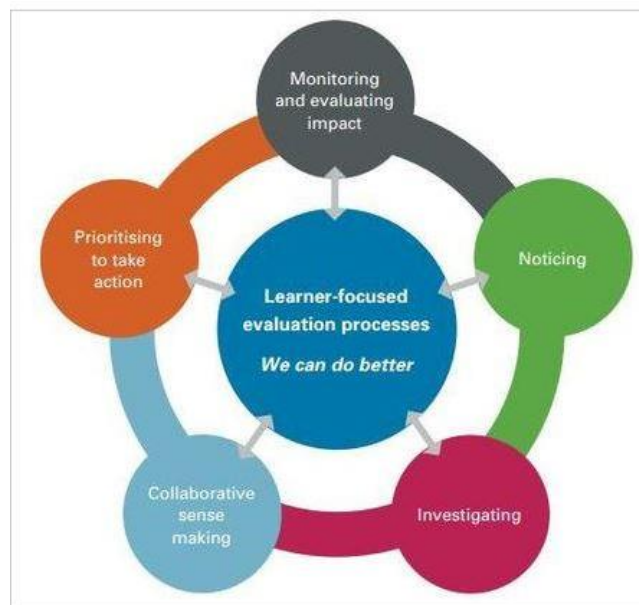 Monitoring
and evaluating
impact
Prioritising
to take
action
Noticing
Learner-focused
evaluation processes
We can do better
Collaborative
sense
making
Investigating